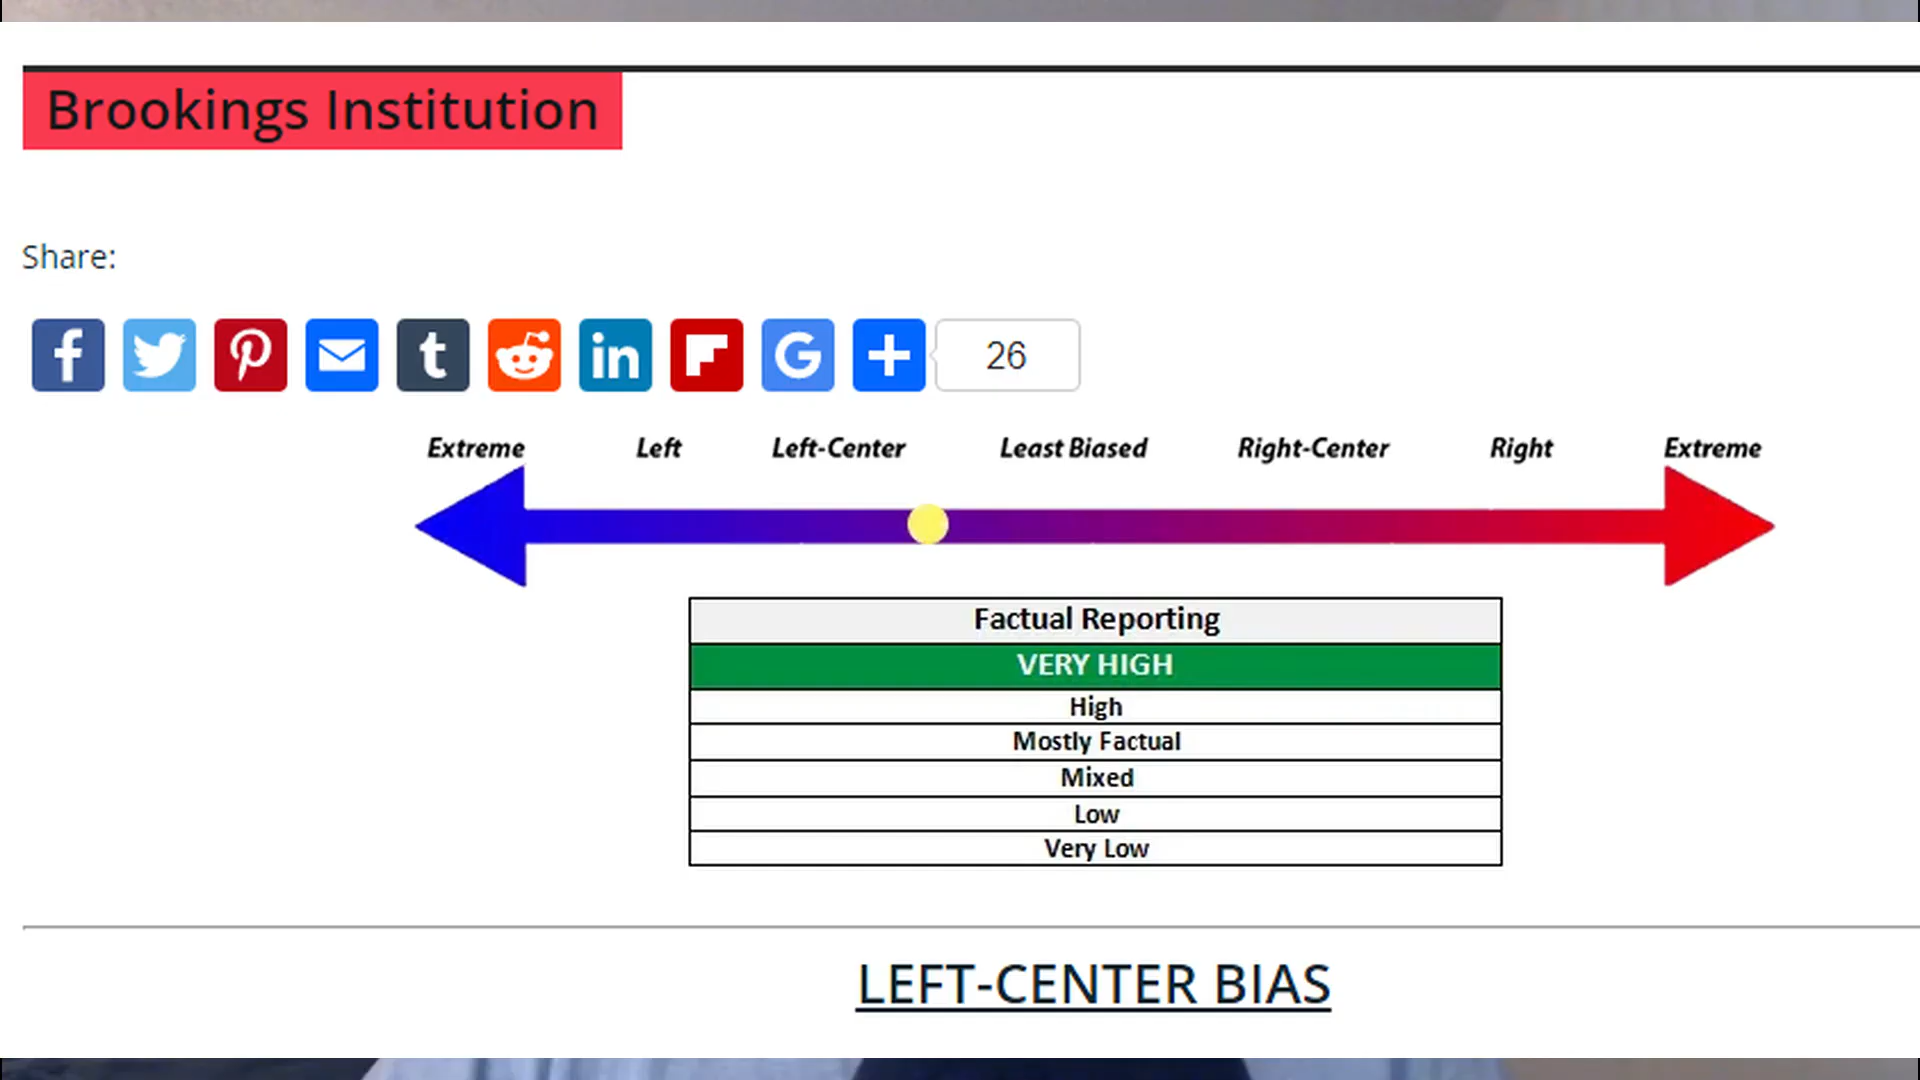 Brookings Institution
Share:
f t in G 26
Extreme Left Left-Center Least Biased Right-Center Right Extreme
Factual Reporting
VERY HIGH
High
Mostly Factual
Mixed
Low
Very Low
LEFT-CENTER BIAS